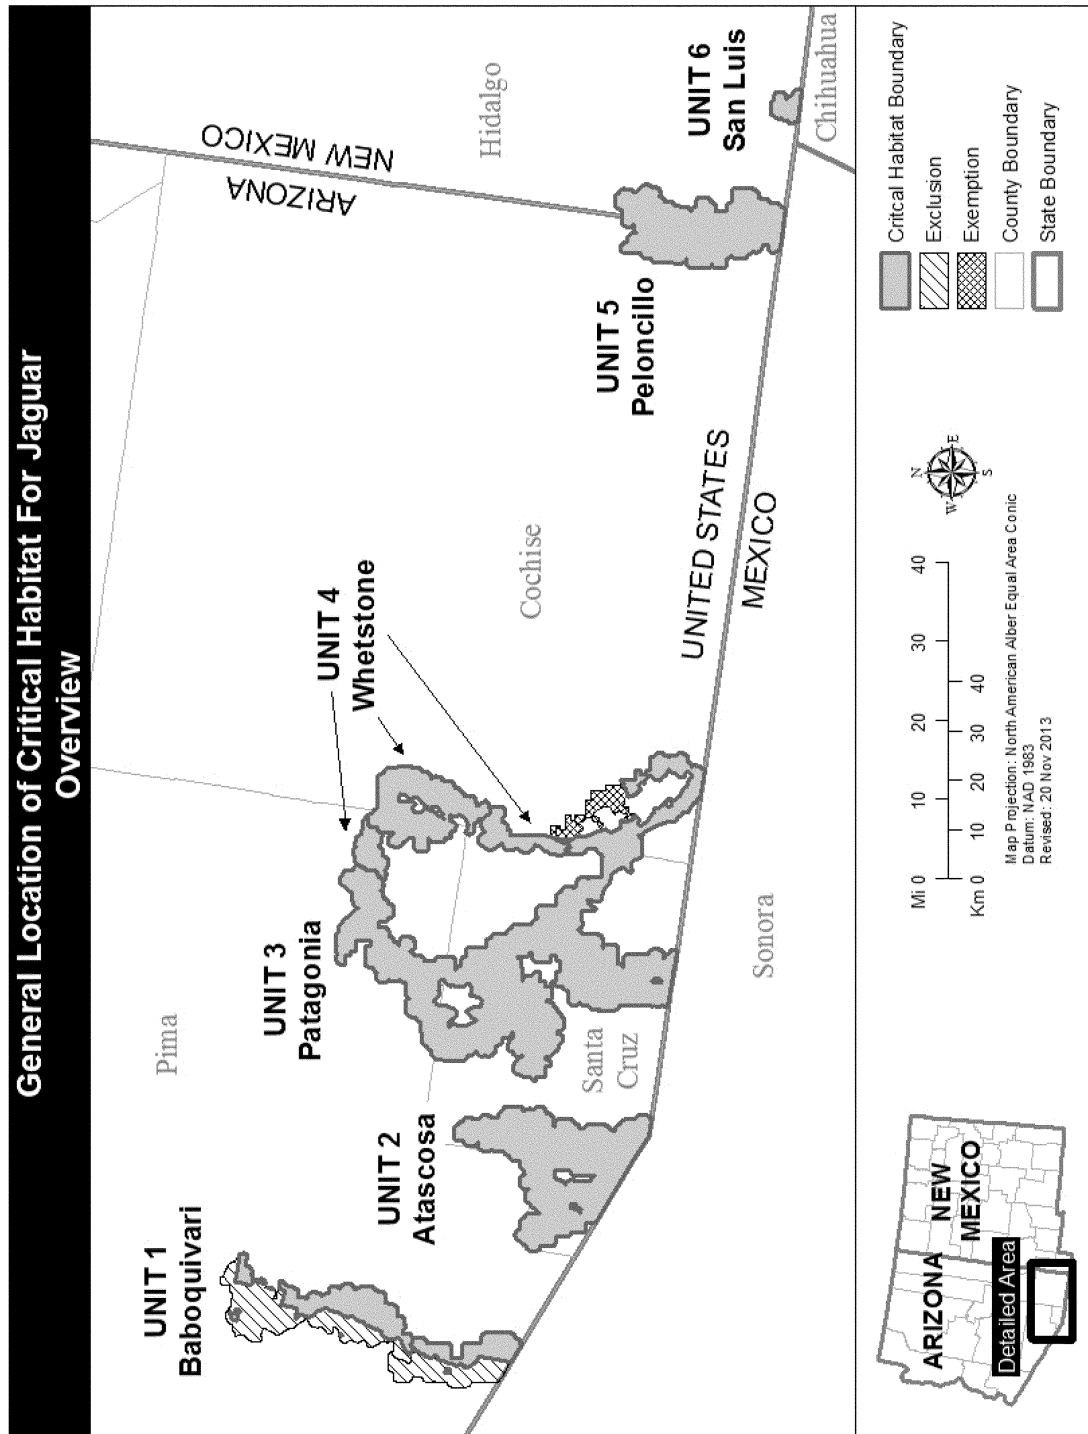 General Location of Critical Habitat For Jaguar
Overview
UNIT 1
Baboquivari
Pima
UNIT 2
Atascosa
UNIT 3
Patagonia
Santa
Cruz
UNIT 4
Whetstone
Cochise
Sonora
UNITED STATES
MEXICO
ARIZONA
NEW MEXICO
Hidalgo
UNIT 5
Peloncillo
UNIT 6
San Luis
Chihuahua
ARIZONA
NEW
MEXICO
Detailed Area
Mi 0 10 20 30 40
Km 0 10 20 30 40
Map Projection: North American Alber Equal Area Conic
Datum: NAD 1983
Revised: 20 Nov 2013
N
W
E
S
Critcal Habitat Boundary
Exclusion
Exemption
County Boundary
State Boundary